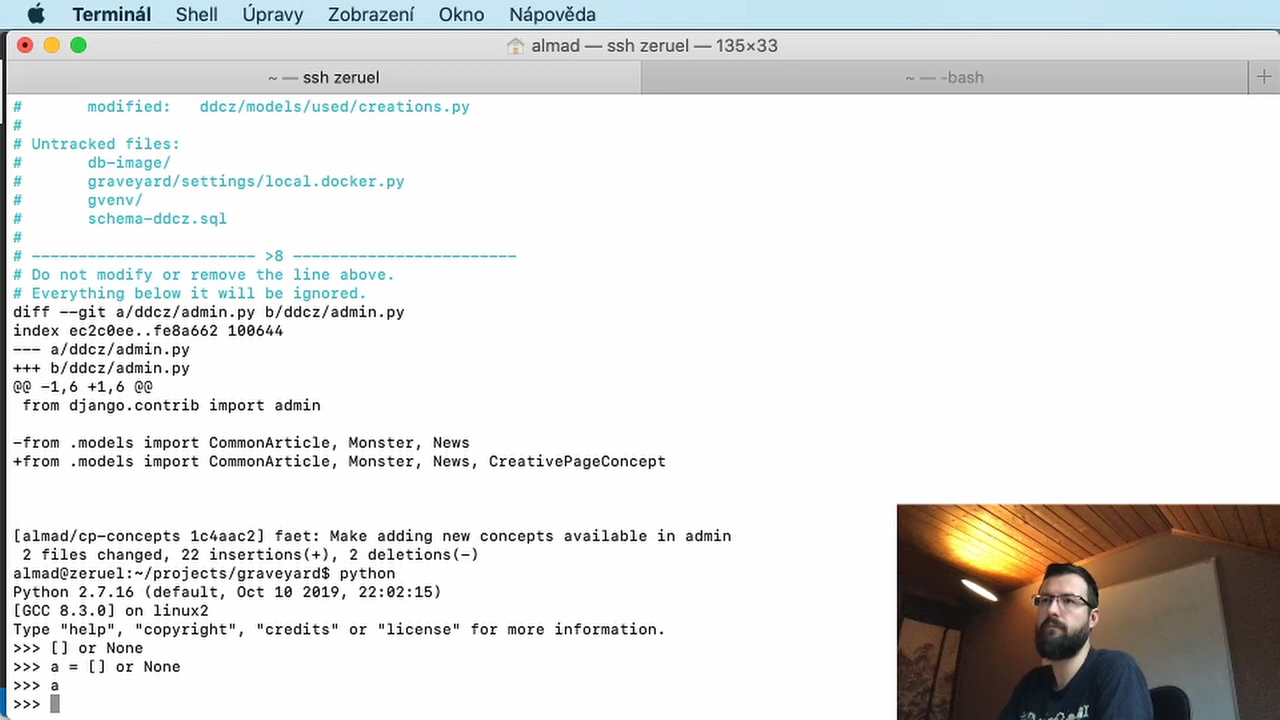 Terminál Shell Úpravy Zobrazení Okno Nápověda
almad — ssh zeruel — 135×33
~ — ssh zeruel ~ — -bash
# modified: ddcz/models/used/creations.py
#
# Untracked files:
# db-image/
# graveyard/settings/local.docker.py
# gvenv/
# schema-ddcz.sql
#
# ------------------------ >8 ------------------------
# Do not modify or remove the line above.
# Everything below it will be ignored.
diff --git a/ddcz/admin.py b/ddcz/admin.py
index ec2c0ee..fe8a662 100644
--- a/ddcz/admin.py
+++ b/ddcz/admin.py
@@ -1,6 +1,6 @@
from django.contrib import admin
-from .models import CommonArticle, Monster, News
+from .models import CommonArticle, Monster, News, CreativePageConcept
[almad/cp-concepts 1c4aac2] faet: Make adding new concepts available in admin
2 files changed, 22 insertions(+), 2 deletions(-)
almad@zeruel:~/projects/graveyard$ python
Python 2.7.16 (default, Oct 10 2019, 22:02:15)
[GCC 8.3.0] on linux2
Type "help", "copyright", "credits" or "license" for more information.
>>> [] or None
>>> a = [] or None
>>> a
>>>